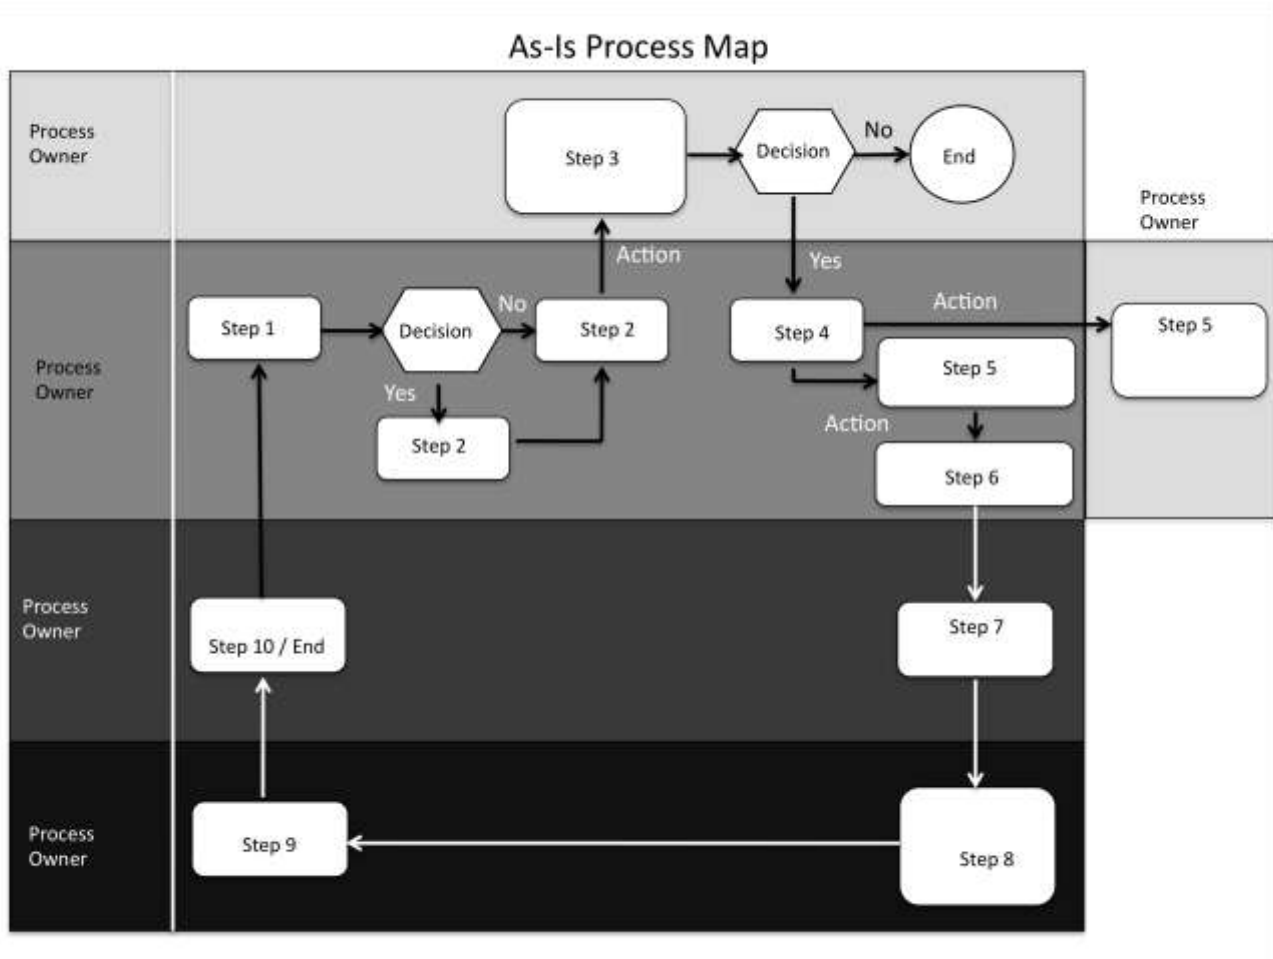 As-Is Process Map
Process
Owner
Step 3
Decision
No
End
Process
Owner
Action
Yes
Process
Owner
Step 1
Decision
No
Step 2
Step 4
Action
Step 5
Step 5
Yes
Step 2
Action
Step 6
Process
Owner
Step 10 / End
Step 7
Process
Owner
Step 9
Step 8